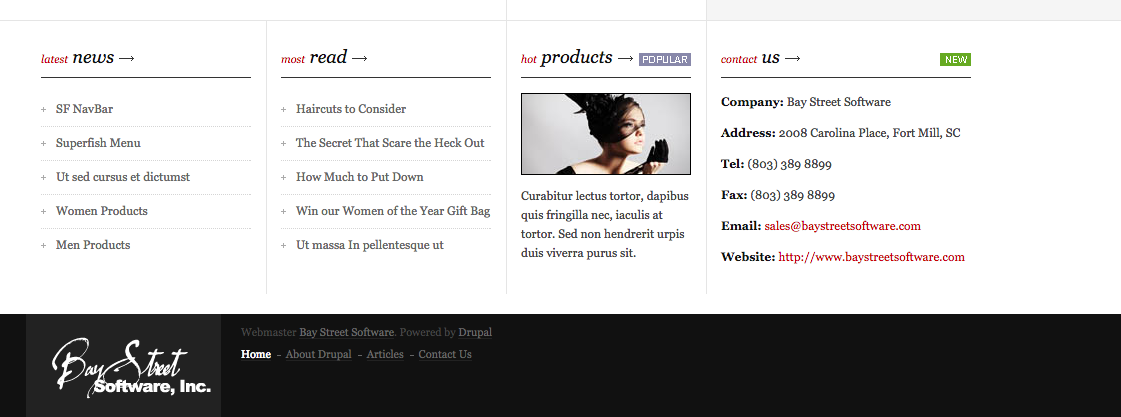 latest news →
SF NavBar
Superfish Menu
Ut sed cursus et dictumst
Women Products
Men Products
most read →
Haircuts to Consider
The Secret That Scare the Heck Out
How Much to Put Down
Win our Women of the Year Gift Bag
Ut massa In pellentesque ut
hot products → POPULAR
Curabitur lectus tortor, dapibus
quis fringilla nec, iaculis at
tortor. Sed non hendrerit urpis
duis viverra purus sit.
contact us → NEW
Company: Bay Street Software
Address: 2008 Carolina Place, Fort Mill, SC
Tel: (803) 389 8899
Fax: (803) 389 8899
Email: sales@baystreetsoftware.com
Website: http://www.baystreetsoftware.com
Bay Street
Software, Inc.
Webmaster Bay Street Software. Powered by Drupal
Home - About Drupal - Articles - Contact Us